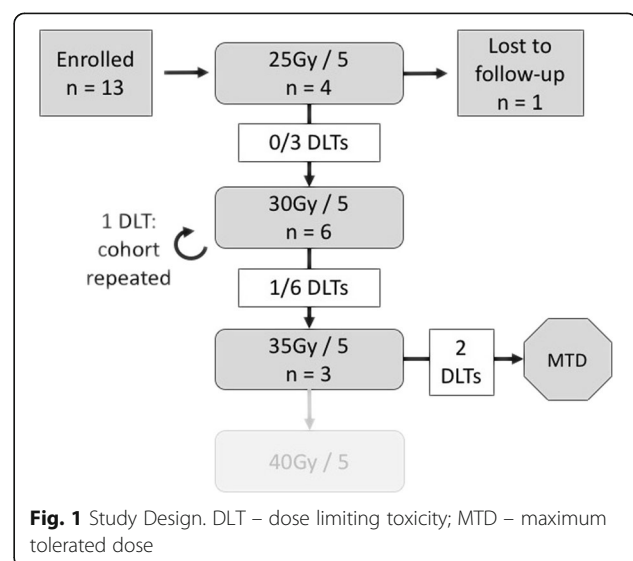 Enrolled
n = 13
25Gy / 5
n = 4
Lost to
follow-up
n = 1
0/3 DLTs
30Gy / 5
n = 6
1 DLT:
cohort
repeated
1/6 DLTs
35Gy / 5
n = 3
2
DLTs
MTD
40Gy / 5
Fig. 1 Study Design. DLT – dose limiting toxicity; MTD – maximum
tolerated dose